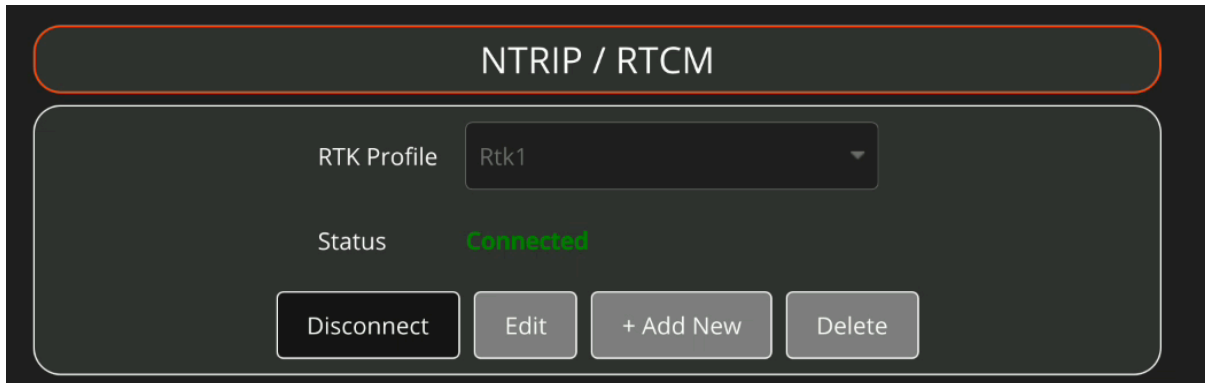 NTRIP / RTCM
RTK Profile Rtk1
Status Connected
Disconnect Edit + Add New Delete